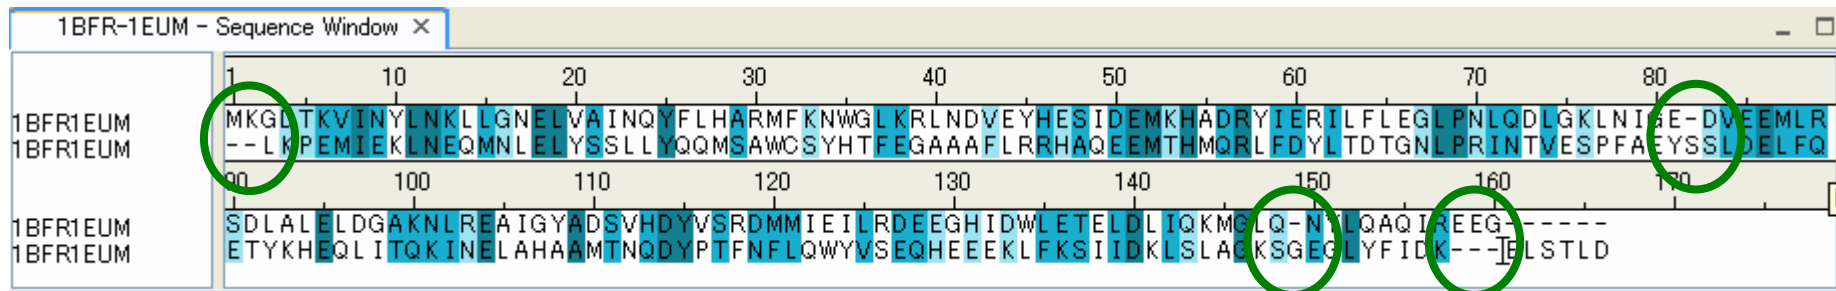 1BFR-1EUM - Sequence Window ×
1 10 20 30 40 50 60 70 80
1BFR1EUM MKGDTKVINYLNKLLGNELVAINQYFLHARMFKNWGLKRLNDVEYHESIDEMKHADRYIERILFLEGLPNLQDLGKLNIGE-DVEEMLR
1BFR1EUM --LKPEMIEKLNEQMNLELYSSLLYQQMSAWCSYHTFEGAAAFLRRHAQEEMTHMQRLFDYLTDTGNLPRINTVESPFAEYSSLDELFQ
90 100 110 120 130 140 150 160 170
1BFR1EUM SDLALELDGAKNLREAIGYADSVHDYVSRDMMIEILRDEEGHIDWLETELDLIQKMGLQ-NYLQAQIREEG------
1BFR1EUM ETYKHEQLITQKINELAHAAMTNQDYPTFNFLQWYVSEQHEEEKLFKSIIDKLSLAGKSGEGLYFIDK---ELSTLD